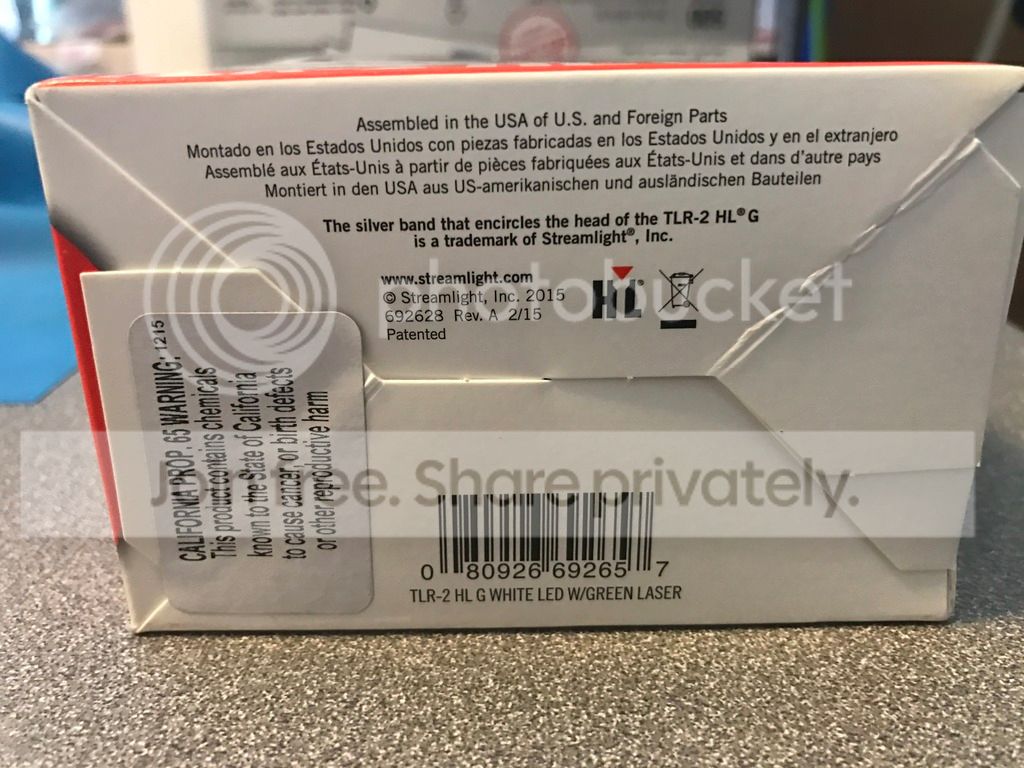 Assembled in the USA of U.S. and Foreign Parts
Montado en los Estados Unidos con piezas fabricadas en los Estados Unidos y en el extranjero
Assemblé aux États-Unis à partir de pièces fabriquées aux États-Unis et dans d'autre pays
Montiert in den USA aus US-amerikanischen und ausländischen Bauteilen
The silver band that encircles the head of the TLR-2 HL® G
is a trademark of Streamlight®, Inc.
www.streamlight.com
© Streamlight, Inc. 2015
692628 Rev. A 2/15
Patented
HL®
photobucket
CALIFORNIA PROP. 65 WARNING: 1215
This product contains chemicals
known to the State of California
to cause cancer, or birth defects
or other reproductive harm
Join free. Share privately.
0 80926 69265 7
TLR-2 HL G WHITE LED W/GREEN LASER